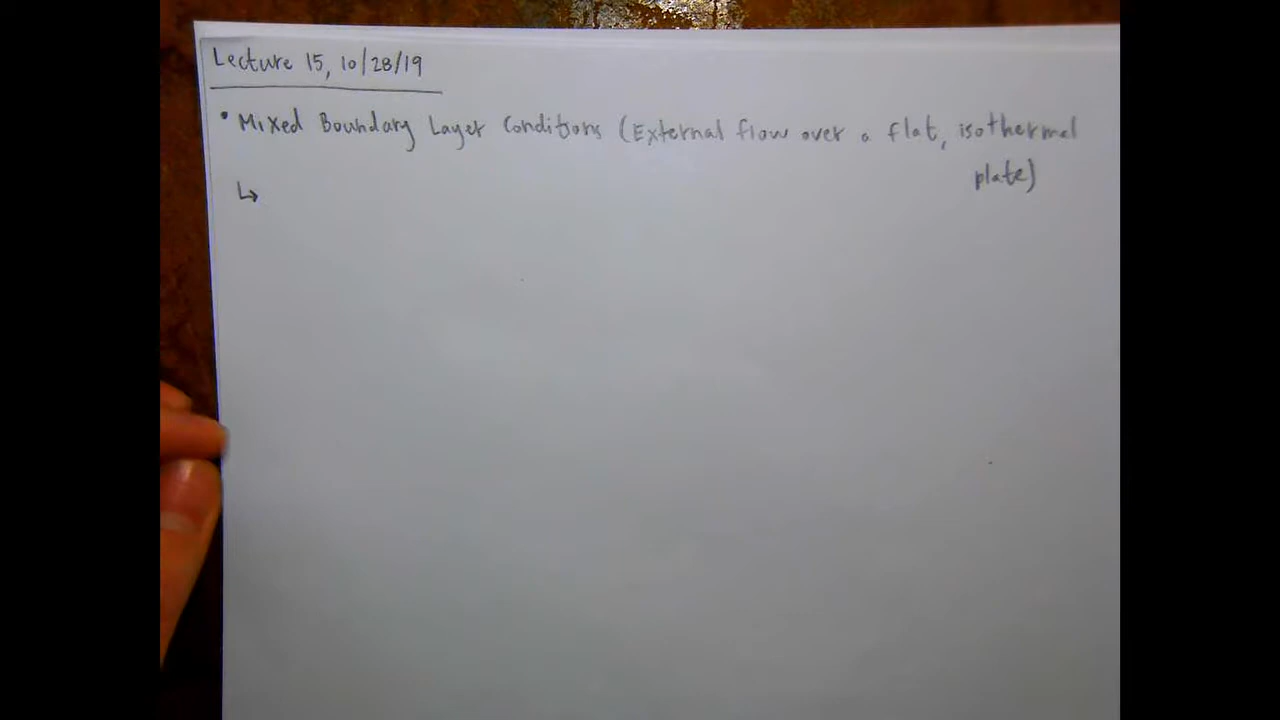 Lecture 15, 10/28/19
• Mixed Boundary Layer Conditions (External flow over a flat, isothermal
plate)
↳